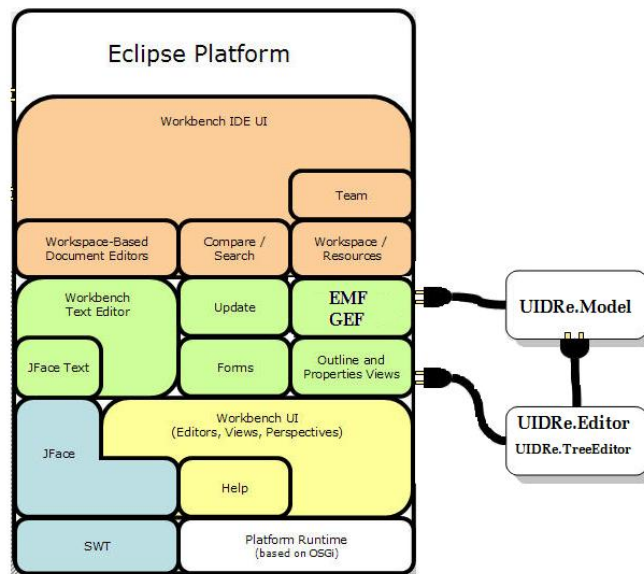 Eclipse Platform
Workbench IDE UI
Team
Workspace-Based
Document Editors
Compare /
Search
Workspace /
Resources
Workbench
Text Editor
Update
EMF
GEF
JFace Text
Forms
Outline and
Properties Views
JFace
Workbench UI
(Editors, Views, Perspectives)
Help
SWT
Platform Runtime
(based on OSGi)
UIDRe.Model
UIDRe.Editor
UIDRe.TreeEditor